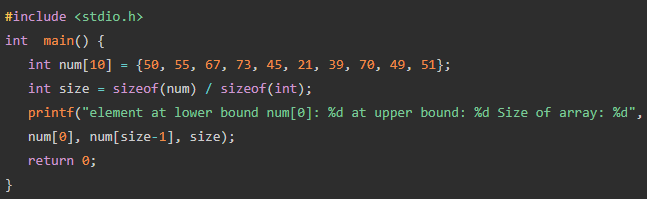 #include <stdio.h>
int  main() {
   int num[10] = {50, 55, 67, 73, 45, 21, 39, 70, 49, 51};
   int size = sizeof(num) / sizeof(int);
   printf("element at lower bound num[0]: %d at upper bound: %d Size of array: %d",
   num[0], num[size-1], size);
   return 0;
}